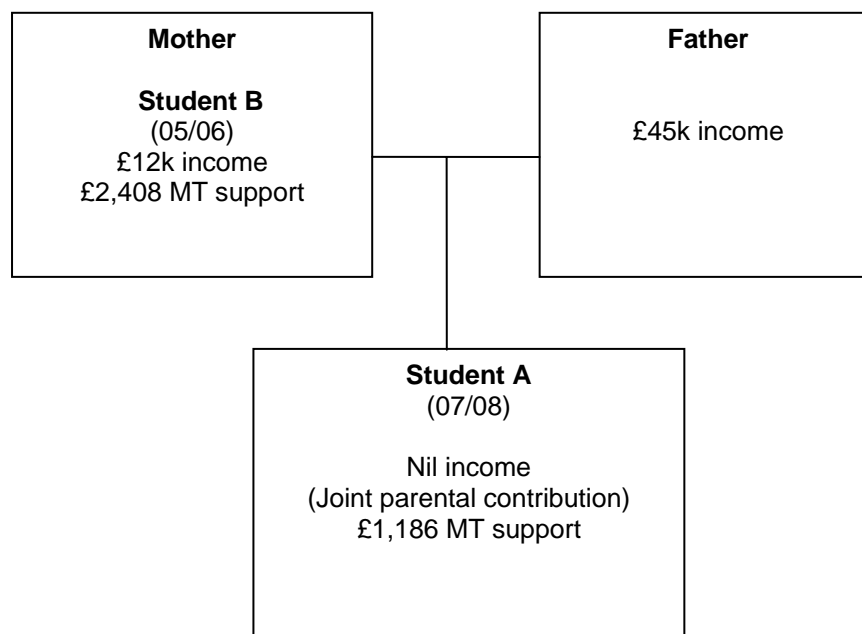 Mother
Student B
(05/06)
£12k income
£2,408 MT support
Father
£45k income
Student A
(07/08)
Nil income
(Joint parental contribution)
£1,186 MT support